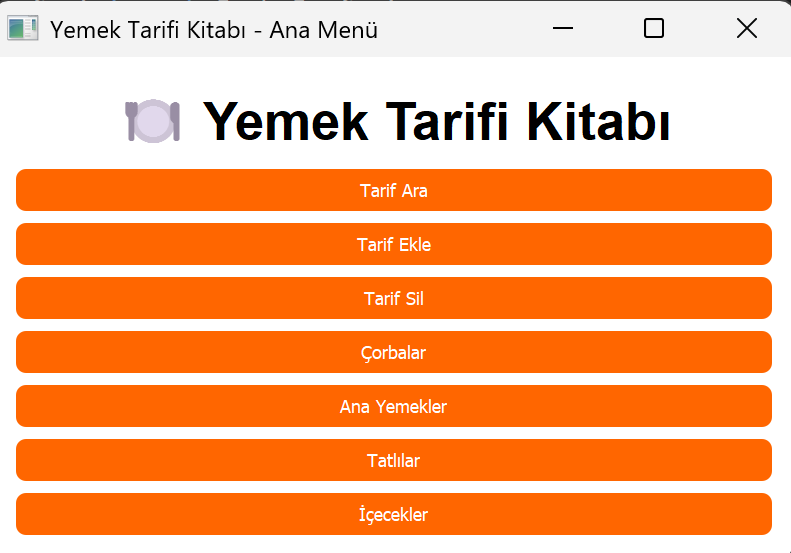 Yemek Tarifi Kitabı - Ana Menü
Yemek Tarifi Kitabı
Tarif Ara
Tarif Ekle
Tarif Sil
Çorbalar
Ana Yemekler
Tatlılar
İçecekler